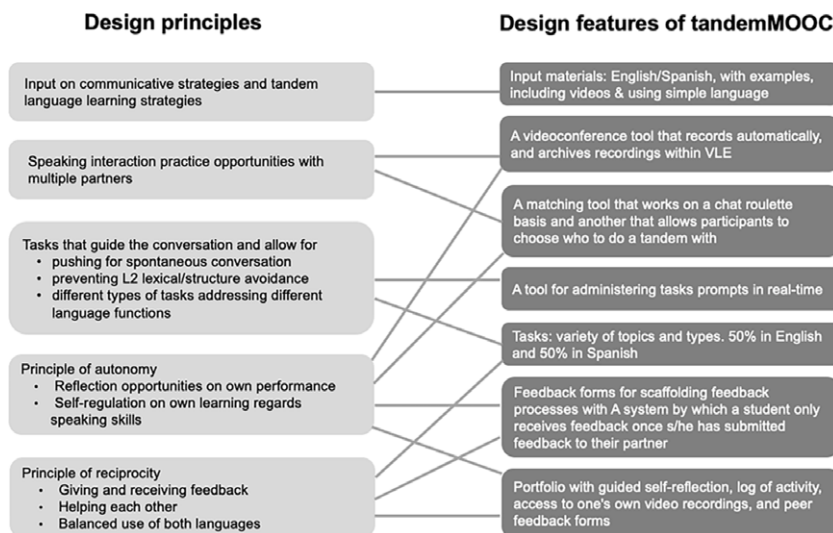 Design principles
Input on communicative strategies and tandem
language learning strategies
Speaking interaction practice opportunities with
multiple partners
Tasks that guide the conversation and allow for
• pushing for spontaneous conversation
• preventing L2 lexical/structure avoidance
• different types of tasks addressing different
language functions
Principle of autonomy
• Reflection opportunities on own performance
• Self-regulation on own learning regards
speaking skills
Principle of reciprocity
• Giving and receiving feedback
• Helping each other
• Balanced use of both languages
Design features of tandemMOOC
Input materials: English/Spanish, with examples,
including videos & using simple language
A videoconference tool that records automatically,
and archives recordings within VLE
A matching tool that works on a chat roulette
basis and another that allows participants to
choose who to do a tandem with
A tool for administering tasks prompts in real-time
Tasks: variety of topics and types. 50% in English
and 50% in Spanish
Feedback forms for scaffolding feedback
processes with A system by which a student only
receives feedback once s/he has submitted
feedback to their partner
Portfolio with guided self-reflection, log of activity,
access to one's own video recordings, and peer
feedback forms